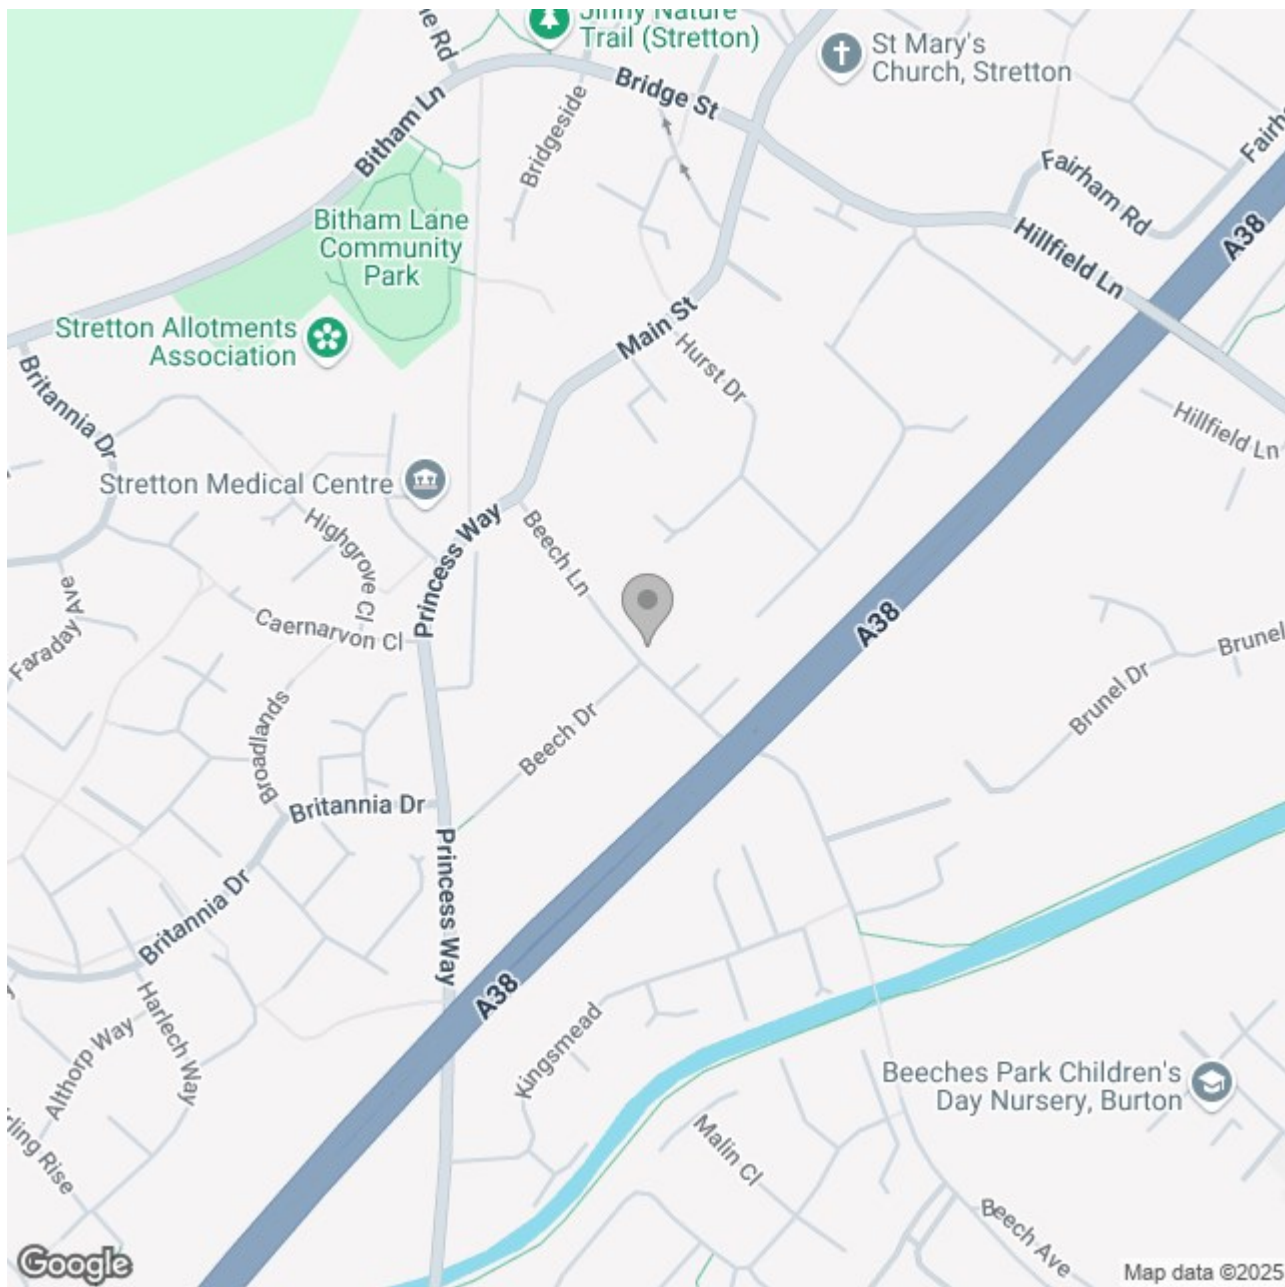 Jinny Nature
Trail (Stretton)
St Mary's
Church, Stretton
Bridge St
Bitham Ln
Bridgeside
Fairham Rd
A38
Hillfield Ln
Bitham Lane
Community
Park
Stretton Allotments
Association
Main St
Hurst Dr
Britannia Dr
Hillfield Ln
Stretton Medical Centre
Highgrove Cl
Princess Way
Beech Ln
A38
Faraday Ave
Caernarvon Cl
Brunel
Brunel Dr
Broadlands
Beech Dr
Britannia Dr
Princess Way
Britannia Dr
A38
Harlech Way
Althorp Way
Kingsmead
Beeches Park Children's
Day Nursery, Burton
Malin Cl
Rise
Beech Ave
Google
Map data ©2025